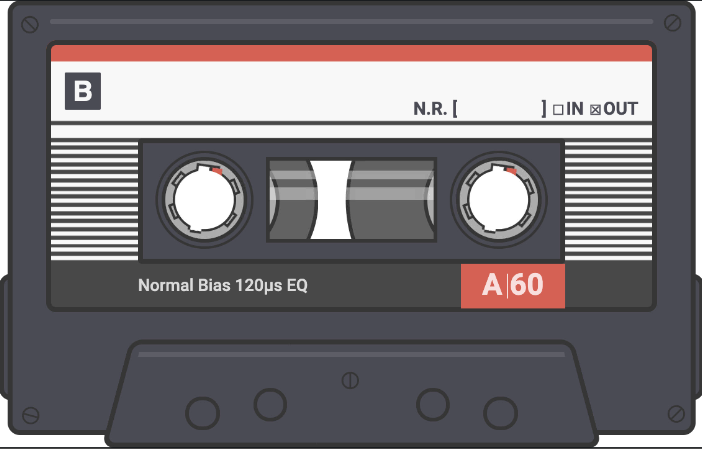 B
N.R. [ ] ☐IN ☒OUT
Normal Bias 120µs EQ
A|60